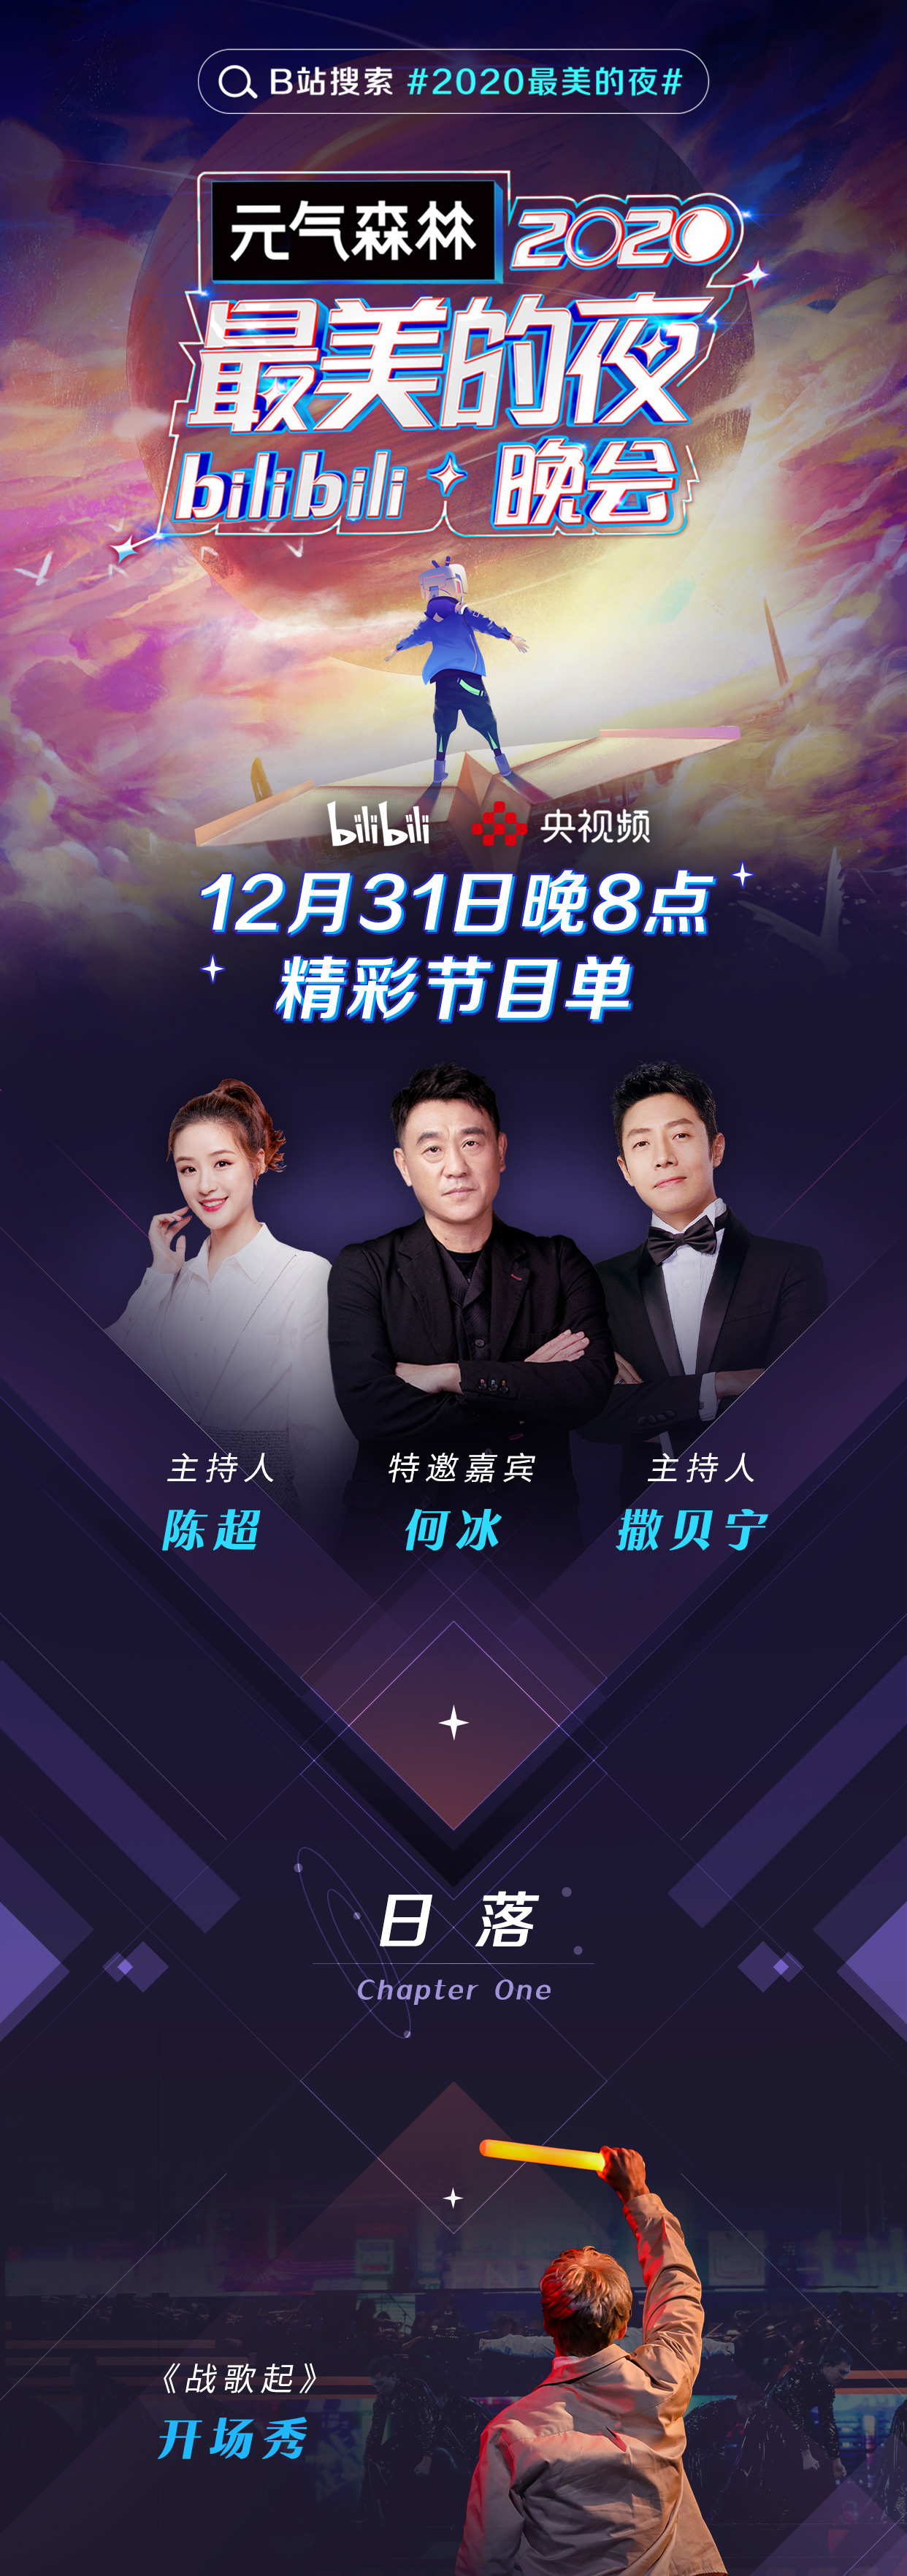 B站搜索 #2020最美的夜#
元气森林 2020
最美的夜
bilibili 晚会
bilibili 央视频
12月31日晚8点
精彩节目单
主持人 特邀嘉宾 主持人
陈超 何冰 撒贝宁
日 落
Chapter One
《战歌起》
开场秀